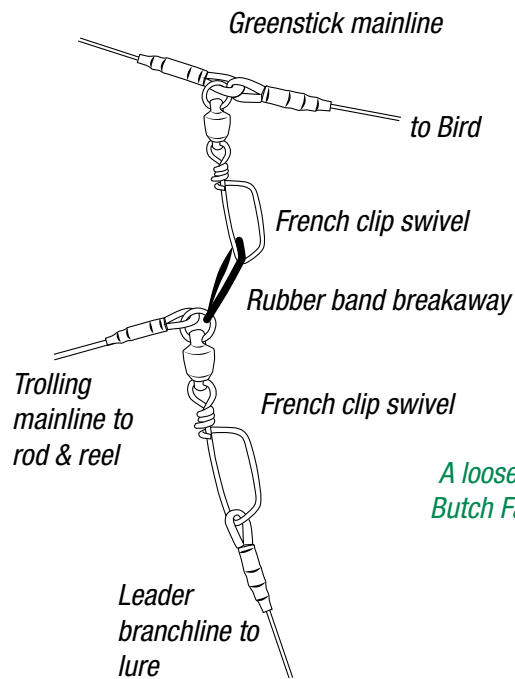 Greenstick mainline
to Bird
French clip swivel
Rubber band breakaway
Trolling
mainline to
rod & reel
French clip swivel
A loose
Butch Fa
Leader
branchline to
lure